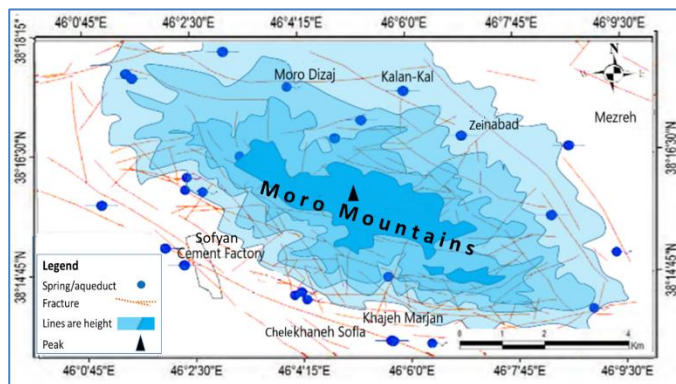 46°0'45"E 46°2'30"E 46°4'15"E 46°6'0"E 46°7'45"E 46°9'30"E
38°18'15"N
38°18'15"N
N
Moro Dizaj
Kalan-Kal
Mezreh
Zeinabad
38°16'30"N
38°16'30"N
Moro Mountains
Sofyan
Cement Factory
38°14'45"N
38°14'45"N
Legend
Spring/aqueduct
Fracture
Lines are height
Peak
Khajeh Marjan
Chelekhaneh Sofla
0 1 2 4
Km
46°0'45"E 46°2'30"E 46°4'15"E 46°6'0"E 46°7'45"E 46°9'30"E